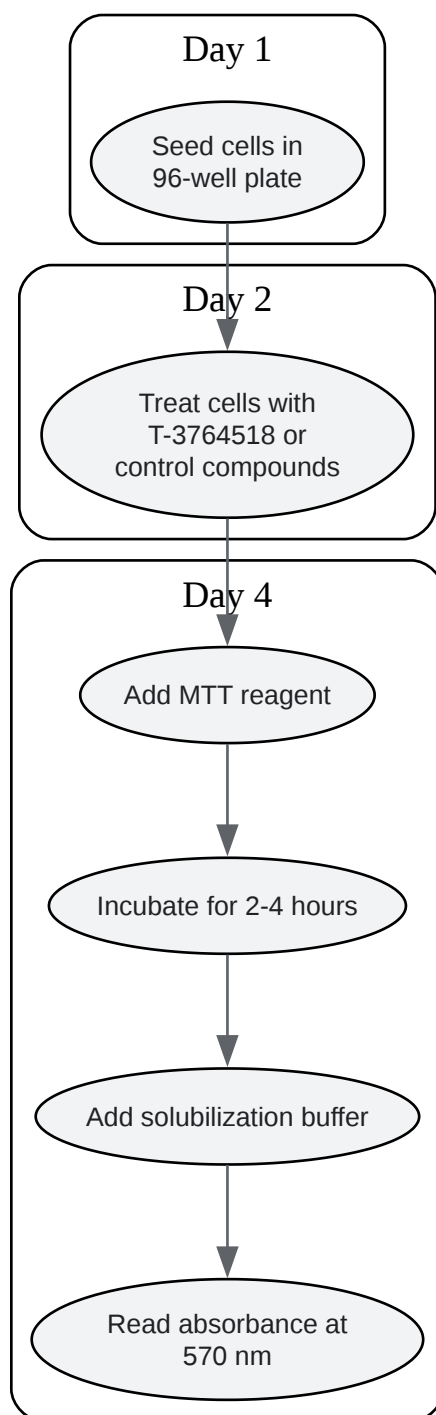 Day 1
Seed cells in
96-well plate
Day 2
Treat cells with
T-3764518 or
control compounds
Day 4
Add MTT reagent
Incubate for 2-4 hours
Add solubilization buffer
Read absorbance at
570 nm